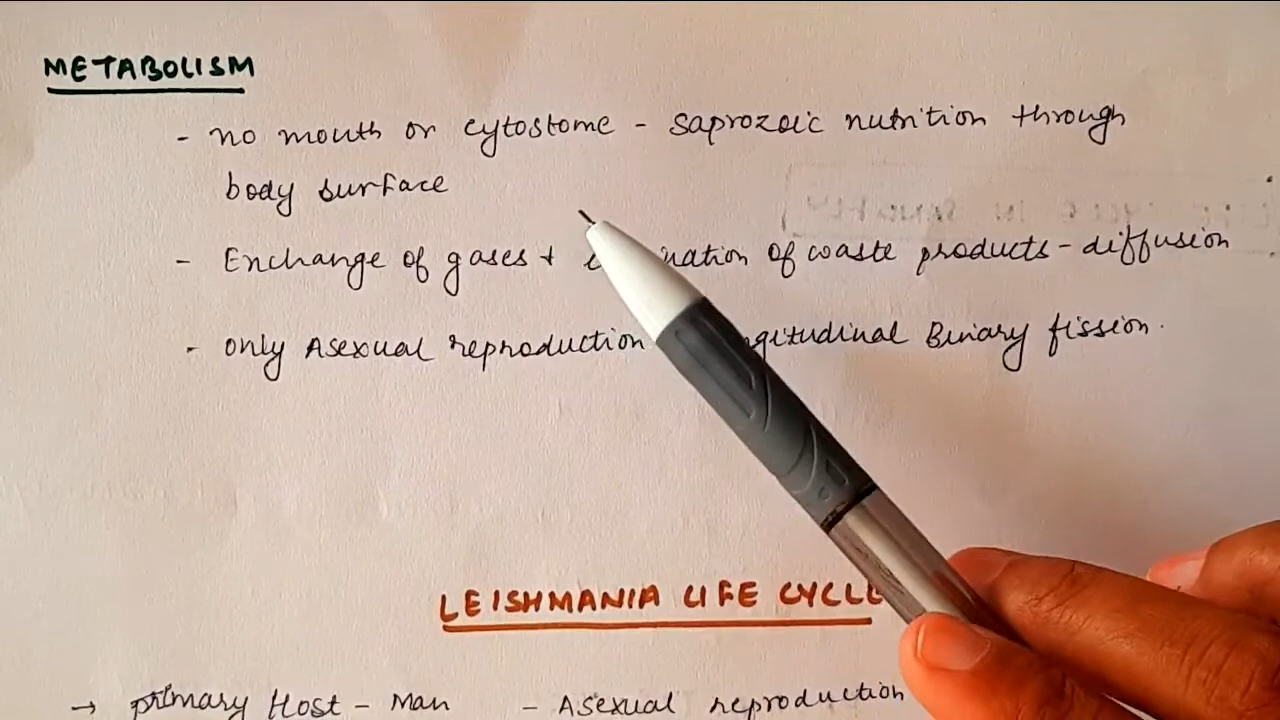 METABOLISM
- no mouth or cytostome - saprozoic nutrition through
body surface
- Exchange of gases + of waste products - diffusion
- only Asexual reproduction Binary fission.
LEISHMANIA LIFE CYCLE
→ primary Host - Man - Asexual reproduction